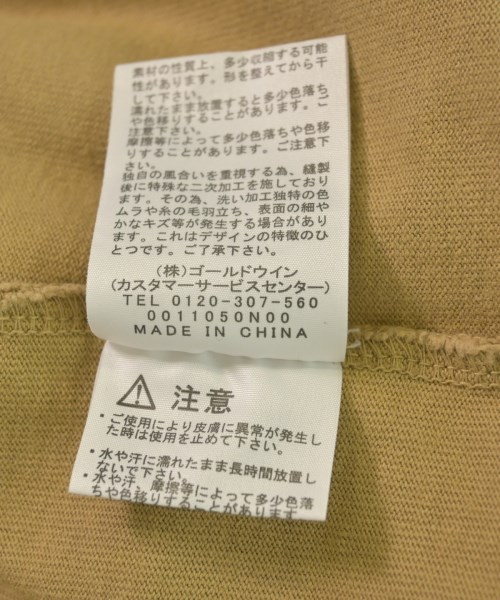 素材の性質上、多少収縮する可能
性があります。形を整えてから干
して下さい。
濡れたまま放置すると多少色落ち
や色移りすることがあります。ご
注意下さい。
摩擦等によって多少色落ちや色移
りすることがあります。ご注意下
さい。
独自の風合いを重視する為、縫製
後に特殊な二次加工を施しており
ます。その為、洗い加工独特の色
ムラや糸の毛羽立ち、表面の細や
かなキズ等が発生する場合があり
ます。これはデザインの特徴のひ
とつです。ご了承下さい。
(株)ゴールドウイン
(カスタマーサービスセンター)
TEL 0120-307-560
0011050N00
MADE IN CHINA
注意
・ご使用により皮膚に異常が発生し
た時は使用を止めて下さい。
・水や汗に濡れたまま長時間放置し
ないで下さい。
・水や汗、摩擦等によって多少色落
ちや色移りすることがあります